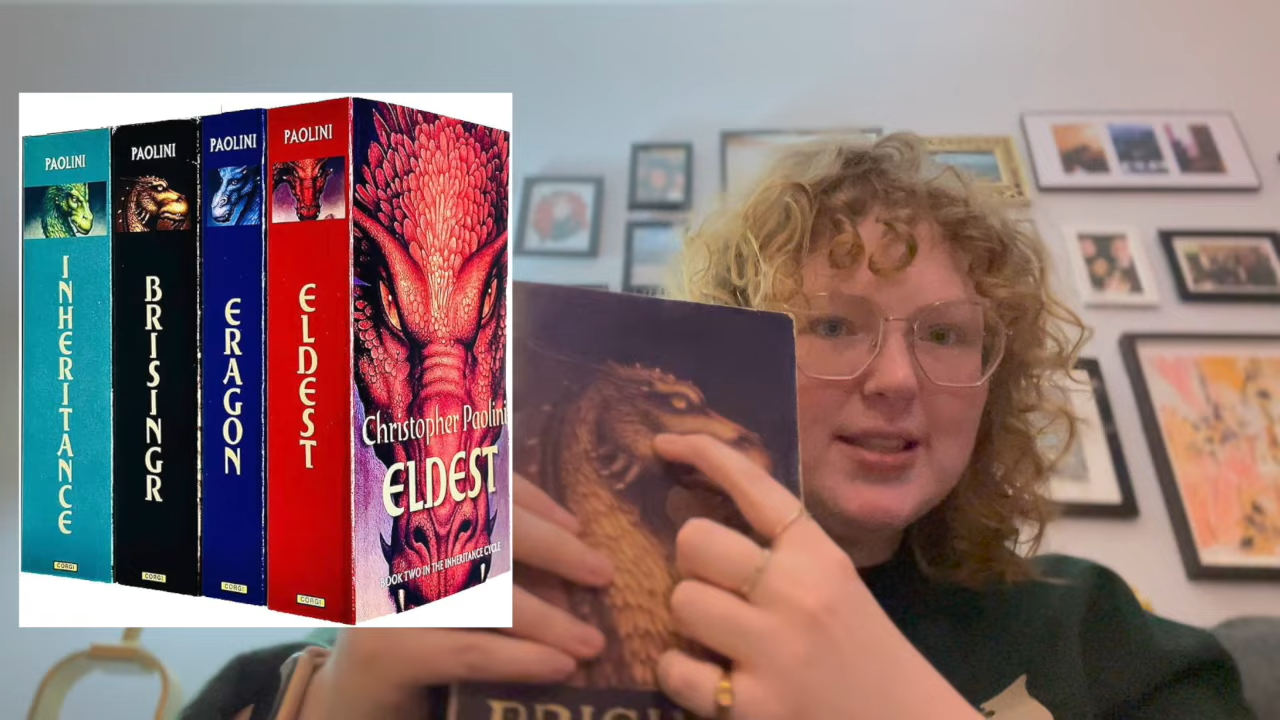 PAOLINI
INHERITANCE
CORGI
PAOLINI
BRISINGR
CORGI
PAOLINI
ERAGON
CORGI
PAOLINI
ELDEST
CORGI
Christopher Paolini
ELDEST
BOOK TWO IN THE INHERITANCE CYCLE